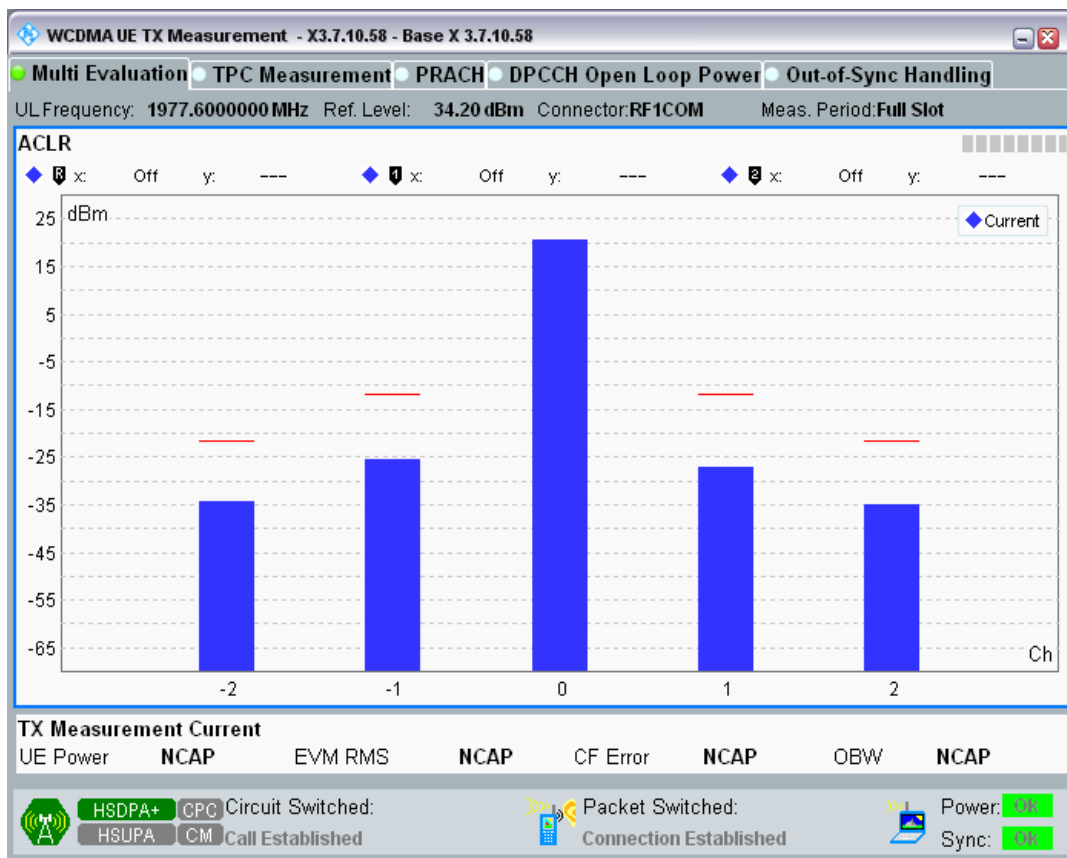 WCDMA UE TX Measurement - X3.7.10.58 - Base X 3.7.10.58
Multi Evaluation TPC Measurement PRACH DPCCH Open Loop Power Out-of-Sync Handling
UL Frequency: 1977.6000000 MHz Ref. Level: 34.20 dBm Connector:RF1COM Meas. Period:Full Slot
ACLR
R x: Off y: --- 1 x: Off y: --- 2 x: Off y: ---
dBm
Current
25
15
5
-5
-15
-25
-35
-45
-55
-65
Ch
-2 -1 0 1 2
TX Measurement Current
UE Power NCAP EVM RMS NCAP CF Error NCAP OBW NCAP
HSDPA+ CPC Circuit Switched: Packet Switched: Power: Ok
HSUPA CM Call Established Connection Established Sync: Ok